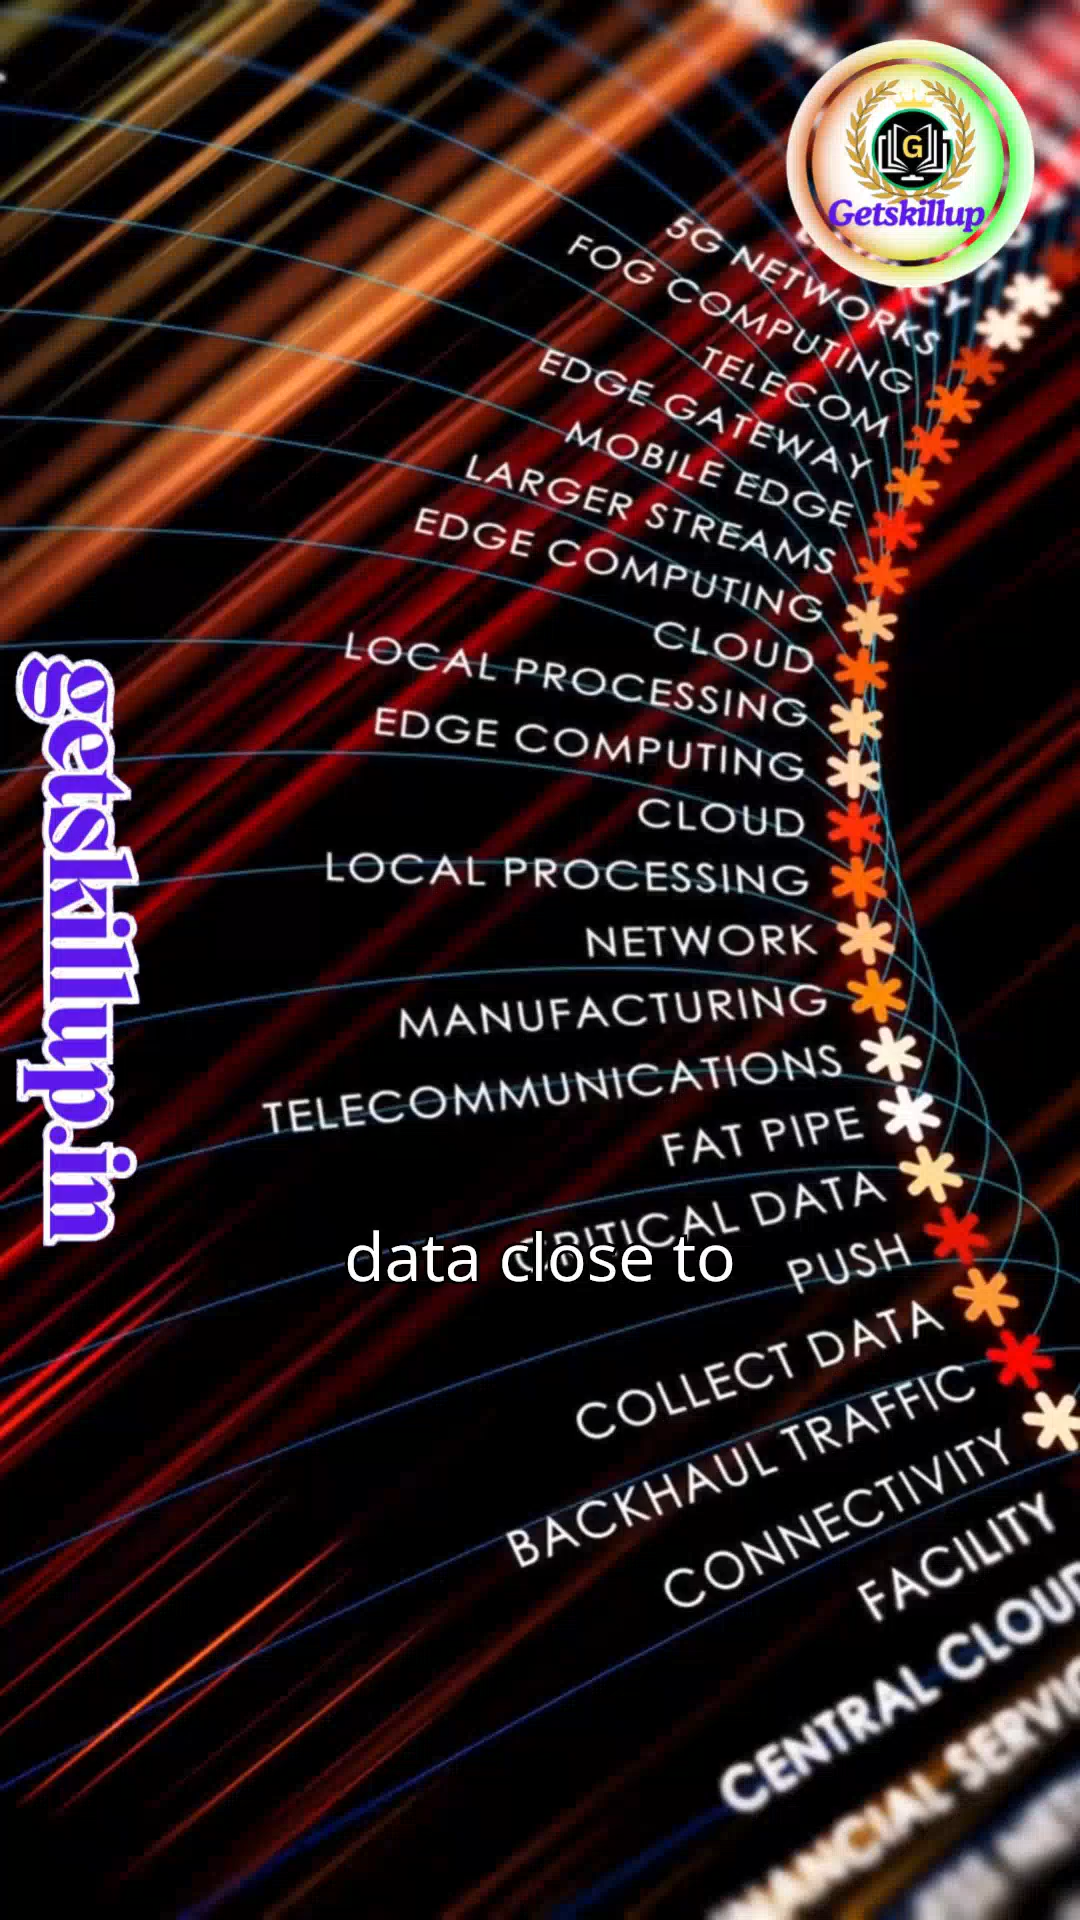 G
Getskillup
5G NETWORKS
FOG COMPUTING
TELECOM
EDGE GATEWAY
MOBILE EDGE
LARGER STREAMS
EDGE COMPUTING
CLOUD
LOCAL PROCESSING
EDGE COMPUTING
CLOUD
LOCAL PROCESSING
NETWORK
MANUFACTURING
TELECOMMUNICATIONS
FAT PIPE
CRITICAL DATA
data close to
PUSH
COLLECT DATA
BACKHAUL TRAFFIC
CONNECTIVITY
FACILITY
CENTRAL CLOUD
getskillup.in